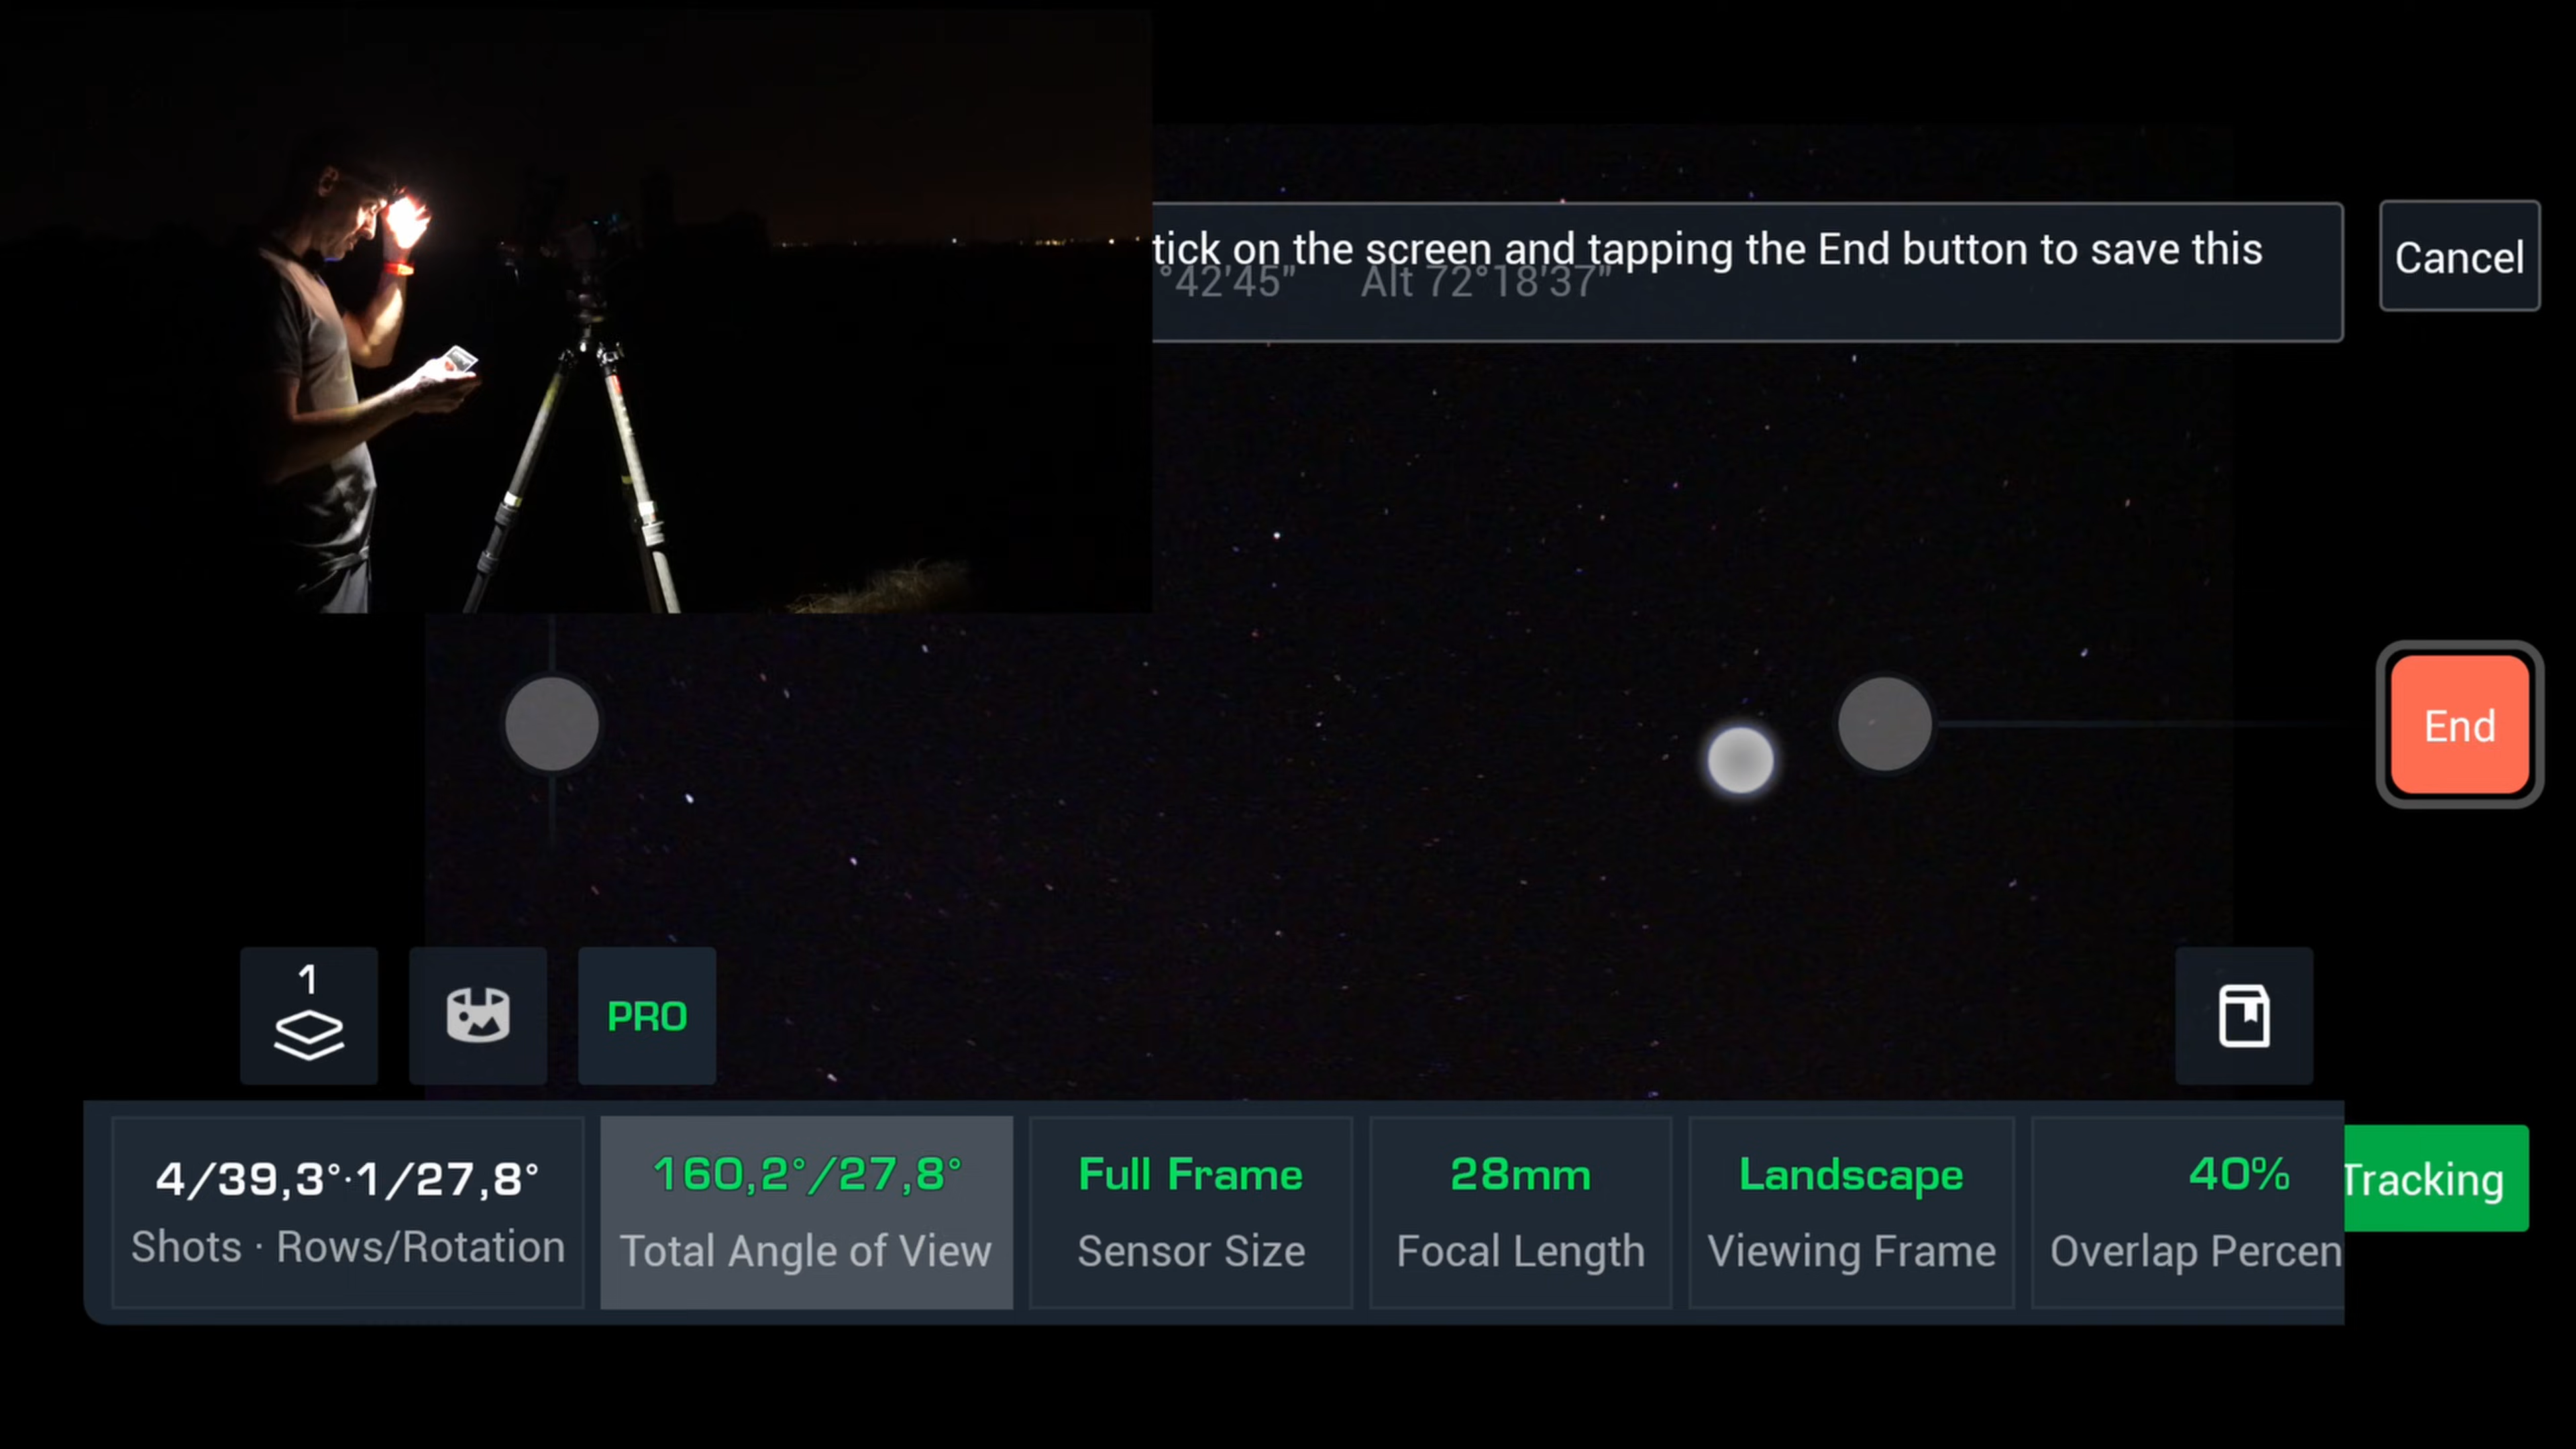 tick on the screen and tapping the End button to save this
°42'45" Alt 72°18'37"
Cancel
End
1
PRO
4/39,3°·1/27,8°
Shots · Rows/Rotation
160,2°/27,8°
Total Angle of View
Full Frame
Sensor Size
28mm
Focal Length
Landscape
Viewing Frame
40%
Overlap Percen
Tracking